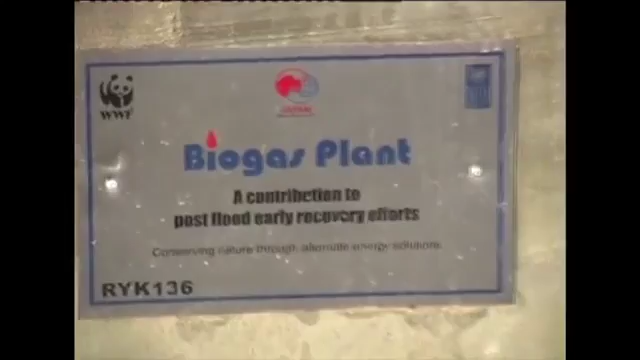 WWF
Biogas Plant
A contribution to
post flood early recovery efforts
Conserving nature through alternate energy solutions
RYK136